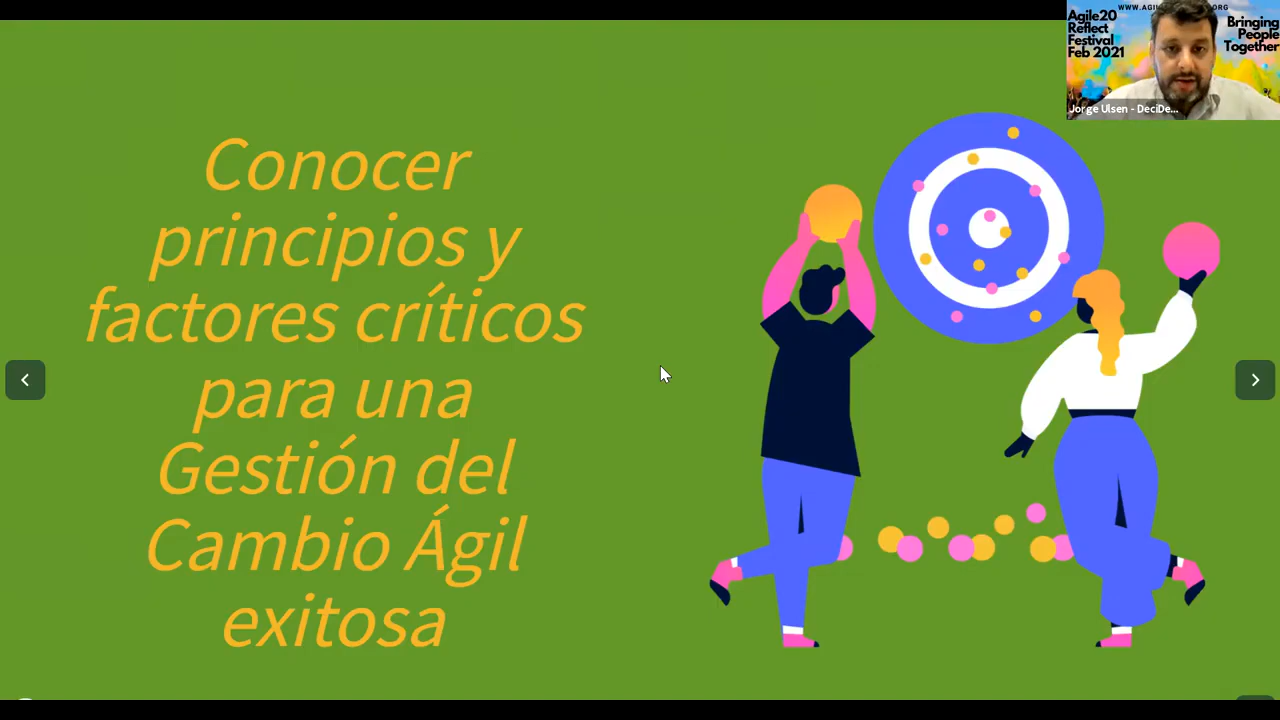 Conocer
principios y
factores críticos
para una
Gestión del
Cambio Ágil
exitosa
Agile20
Reflect
Festival
Feb 2021
Bringing
People
Together
Jorge Ulsen - DeciDe...